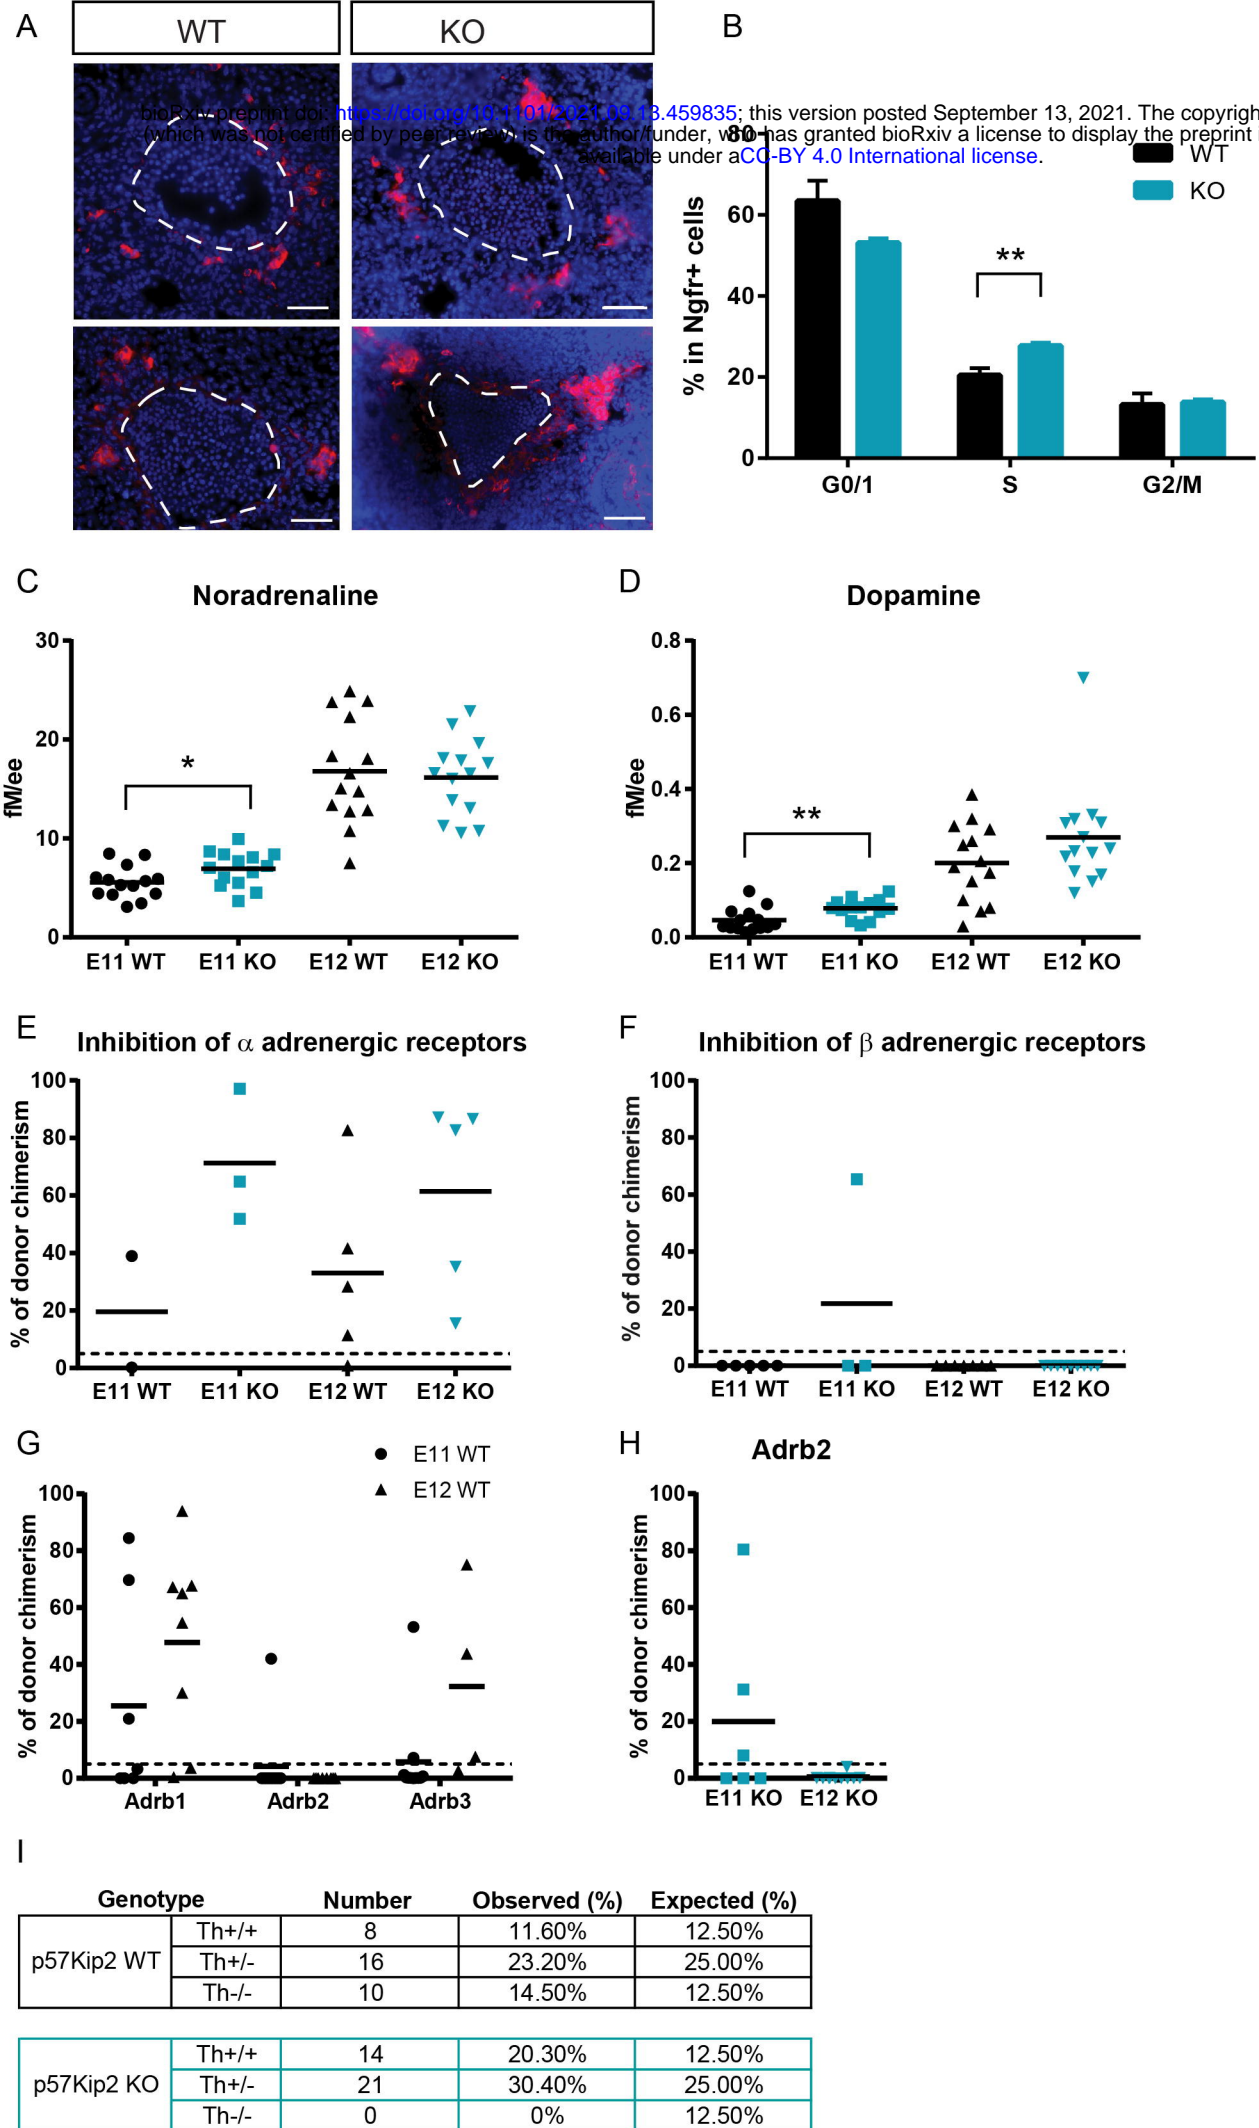 A
WT
KO
B
bioRxiv preprint doi: https://doi.org/10.1101/2021.09.13.459835; this version posted September 13, 2021. The copyrigh
(which was not certified by peer review) is the author/funder, who has granted bioRxiv a license to display the preprint
available under aCC-BY 4.0 International license.
WT
KO
% in Ngfr+ cells
80
60
40
20
0
**
G0/1
S
G2/M
C
Noradrenaline
fM/ee
30
20
10
0
*
E11 WT
E11 KO
E12 WT
E12 KO
D
Dopamine
fM/ee
0.8
0.6
0.4
0.2
0.0
**
E11 WT
E11 KO
E12 WT
E12 KO
E
Inhibition of α adrenergic receptors
% of donor chimerism
100
80
60
40
20
0
E11 WT
E11 KO
E12 WT
E12 KO
F
Inhibition of β adrenergic receptors
% of donor chimerism
100
80
60
40
20
0
E11 WT
E11 KO
E12 WT
E12 KO
G
E11 WT
E12 WT
% of donor chimerism
100
80
60
40
20
0
Adrb1
Adrb2
Adrb3
H
Adrb2
% of donor chimerism
100
80
60
40
20
0
E11 KO
E12 KO
I
Genotype Number Observed (%) Expected (%)
p57Kip2 WT
Th+/+ 8 11.60% 12.50%
Th+/- 16 23.20% 25.00%
Th-/- 10 14.50% 12.50%
p57Kip2 KO
Th+/+ 14 20.30% 12.50%
Th+/- 21 30.40% 25.00%
Th-/- 0 0% 12.50%